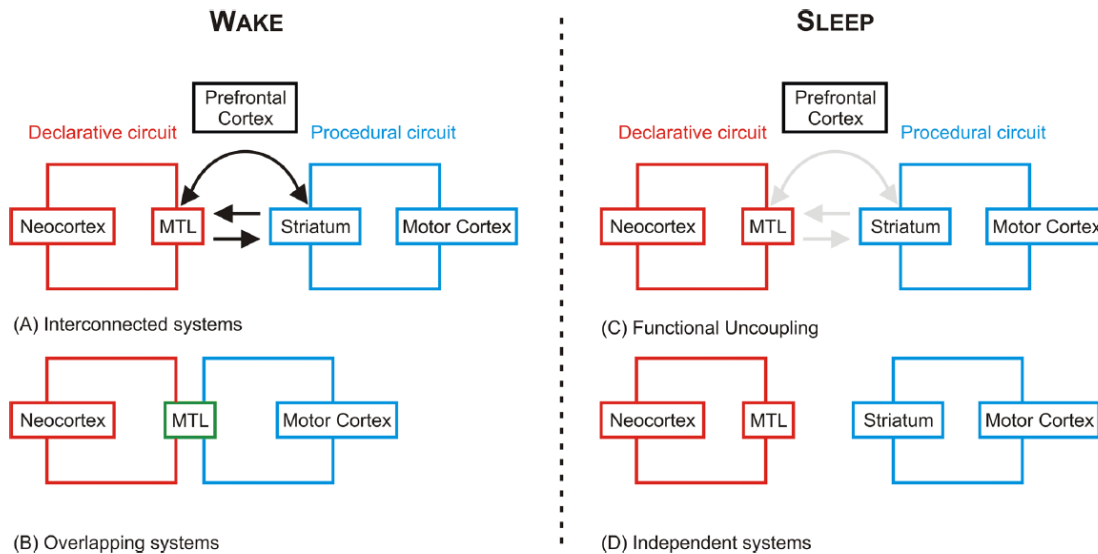 WAKE
Prefrontal
Cortex
Declarative circuit
Procedural circuit
Neocortex
MTL
Striatum
Motor Cortex
(A) Interconnected systems
Neocortex
MTL
Motor Cortex
(B) Overlapping systems
SLEEP
Prefrontal
Cortex
Declarative circuit
Procedural circuit
Neocortex
MTL
Striatum
Motor Cortex
(C) Functional Uncoupling
Neocortex
MTL
Striatum
Motor Cortex
(D) Independent systems